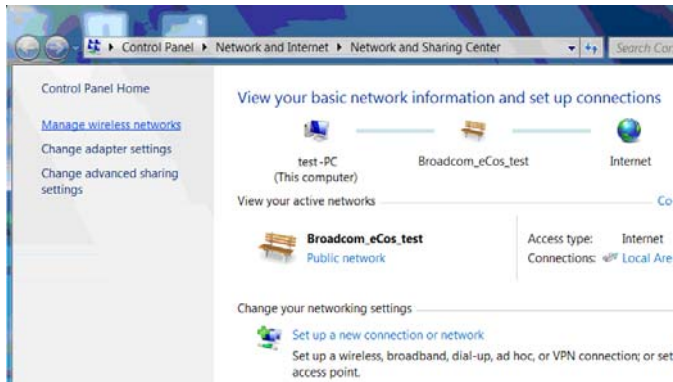 Control Panel ▸ Network and Internet ▸ Network and Sharing Center
Search Con
Control Panel Home
Manage wireless networks
Change adapter settings
Change advanced sharing
settings
View your basic network information and set up connections
test-PC
(This computer)
Broadcom_eCos_test
Internet
View your active networks
Co
Broadcom_eCos_test
Public network
Access type: Internet
Connections: Local Are
Change your networking settings
Set up a new connection or network
Set up a wireless, broadband, dial-up, ad hoc, or VPN connection; or set
access point.